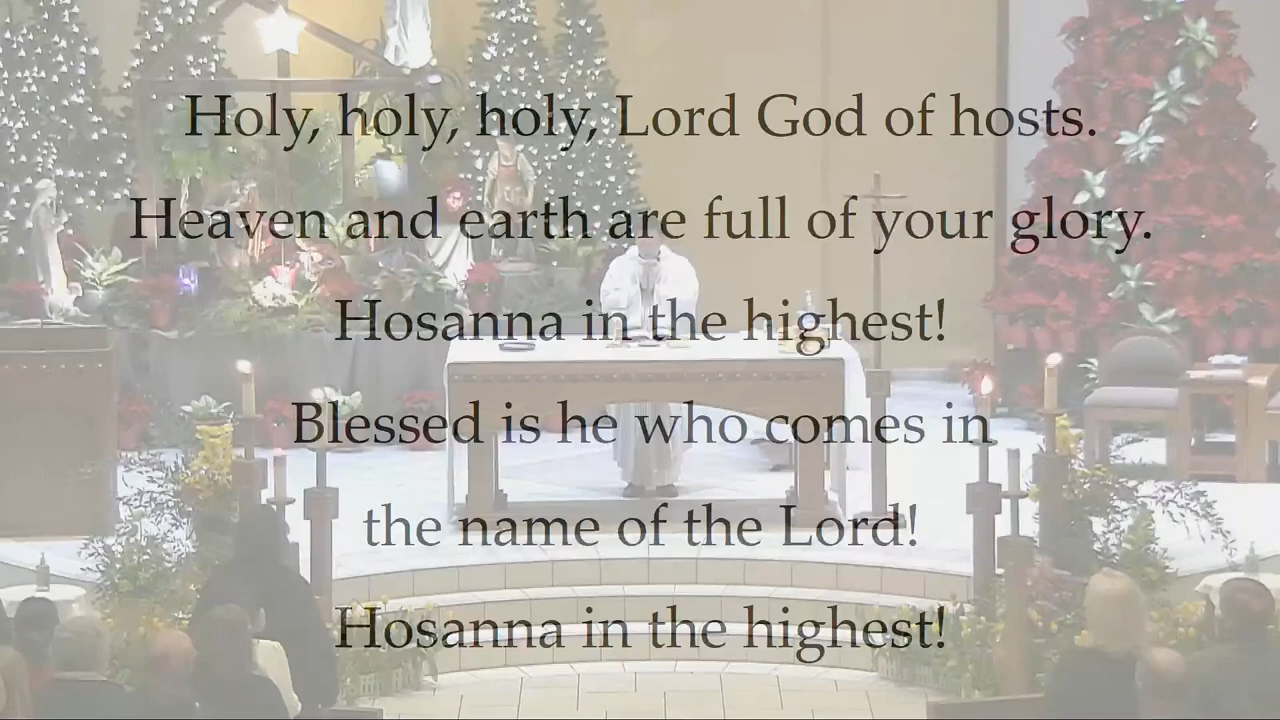 Holy, holy, holy, Lord God of hosts.
Heaven and earth are full of your glory.
Hosanna in the highest!
Blessed is he who comes in
the name of the Lord!
Hosanna in the highest!